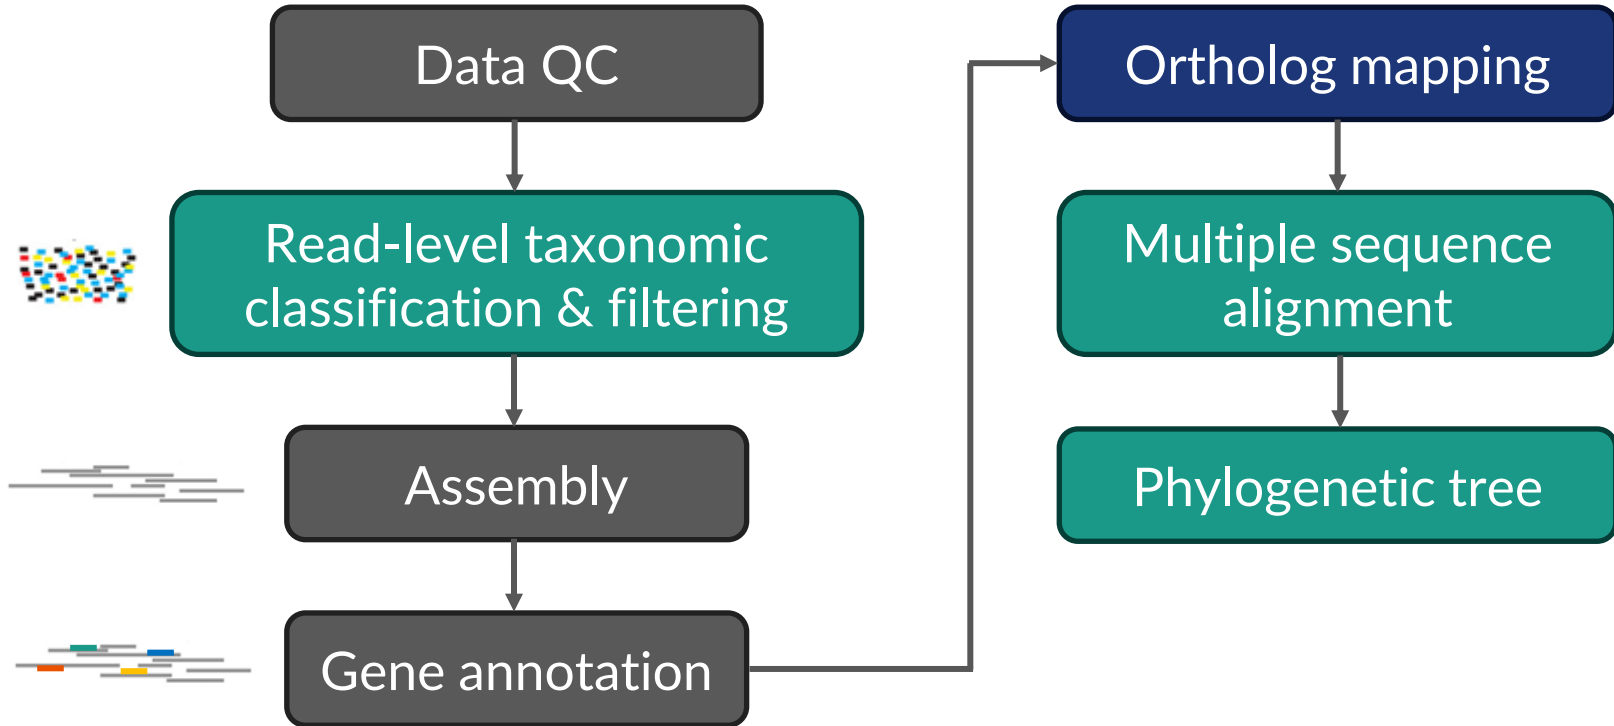 Data QC
Read-level taxonomic
classification & filtering
Assembly
Gene annotation
Ortholog mapping
Multiple sequence
alignment
Phylogenetic tree